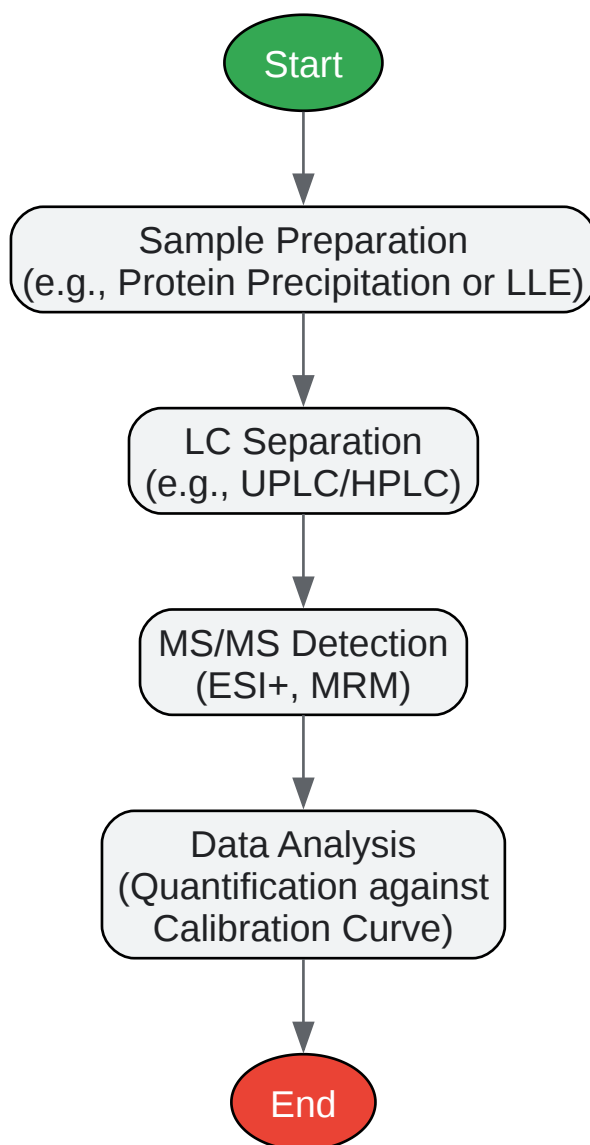 Start
Sample Preparation
(e.g., Protein Precipitation or LLE)
LC Separation
(e.g., UPLC/HPLC)
MS/MS Detection
(ESI+, MRM)
Data Analysis
(Quantification against
Calibration Curve)
End